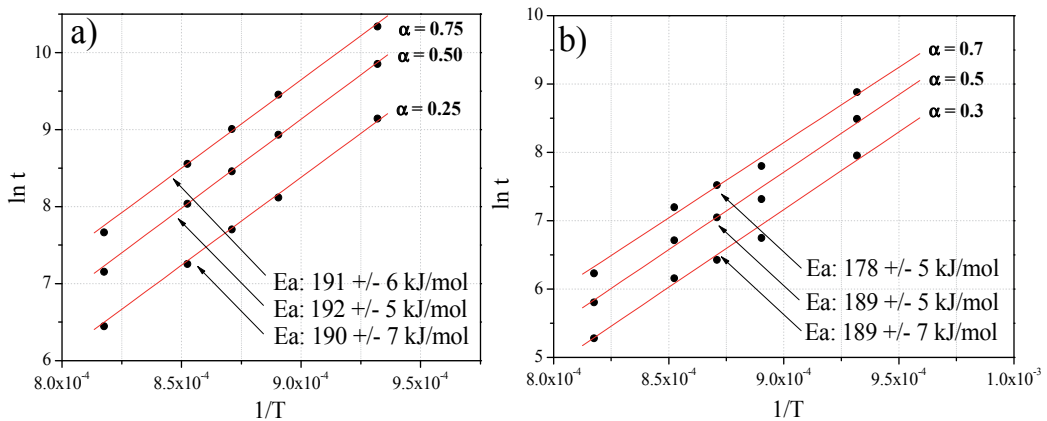 a)
α = 0.75
α = 0.50
α = 0.25
10
9
8
7
6
ln t
Ea: 191 +/- 6 kJ/mol
Ea: 192 +/- 5 kJ/mol
Ea: 190 +/- 7 kJ/mol
8.0x10⁻⁴ 8.5x10⁻⁴ 9.0x10⁻⁴ 9.5x10⁻⁴
1/T
b)
α = 0.7
α = 0.5
α = 0.3
10
9
8
7
6
5
ln t
Ea: 178 +/- 5 kJ/mol
Ea: 189 +/- 5 kJ/mol
Ea: 189 +/- 7 kJ/mol
8.0x10⁻⁴ 8.5x10⁻⁴ 9.0x10⁻⁴ 9.5x10⁻⁴ 1.0x10⁻³
1/T